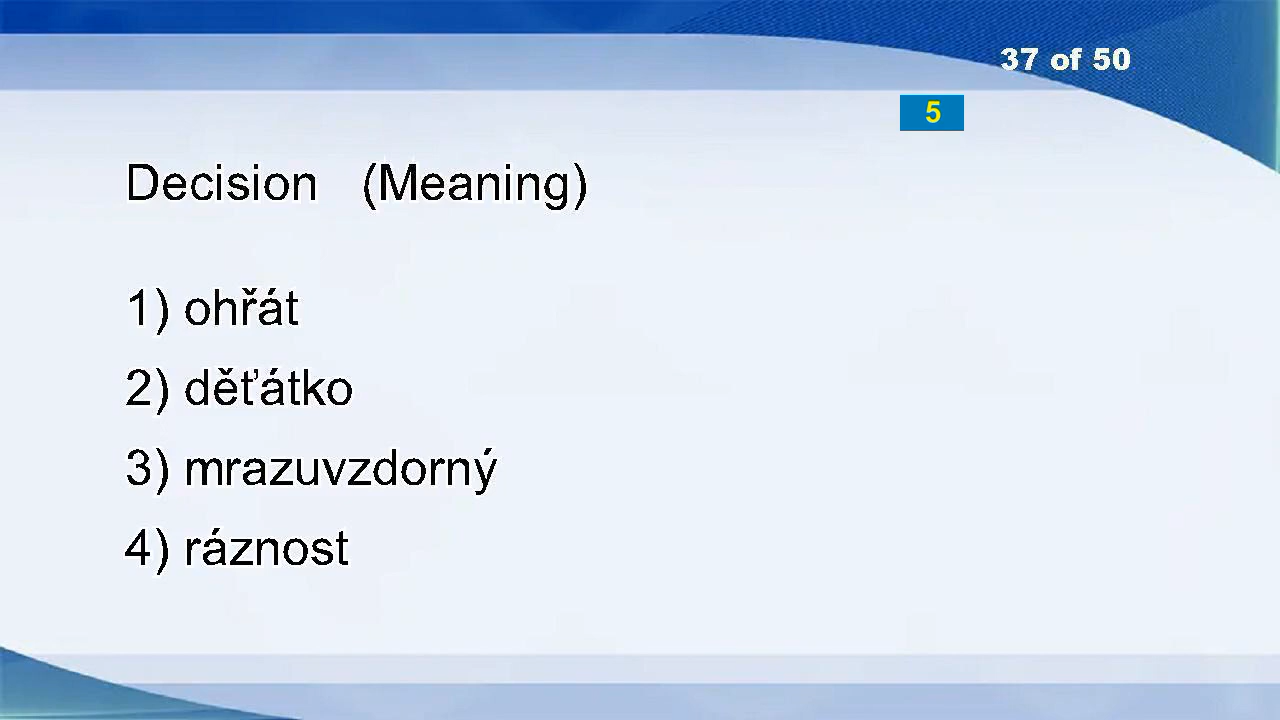 37 of 50
5
Decision (Meaning)
1) ohřát
2) děťátko
3) mrazuvzdorný
4) ráznost